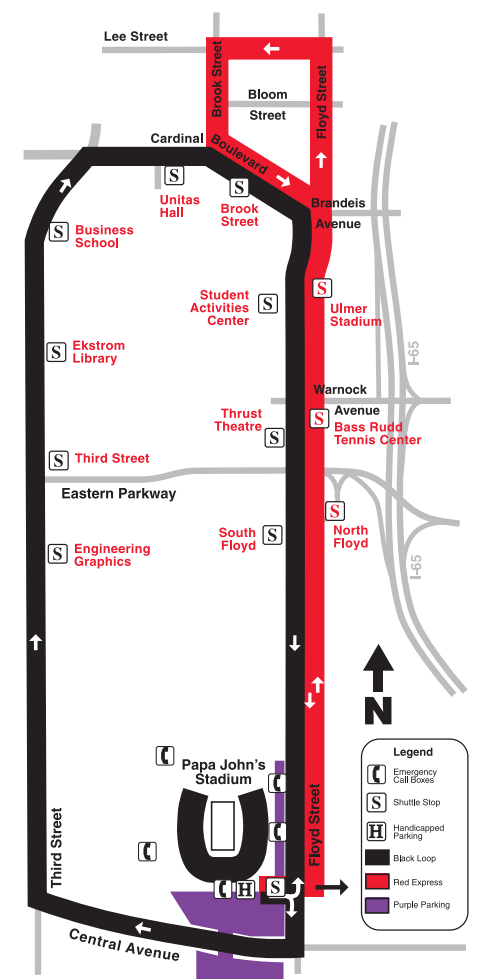 Lee Street
Brook Street
Floyd Street
Bloom
Street
Cardinal
Boulevard
Brandeis
Avenue
S
Unitas
Hall
S
Brook
Street
S
Business
School
S
Student
Activities
Center
S
Ulmer
Stadium
S
Ekstrom
Library
I-65
Warnock
Avenue
S
Bass Rudd
Tennis Center
Thrust
Theatre
S
S
Third Street
Eastern Parkway
S
North
Floyd
South
Floyd
S
S
Engineering
Graphics
I-65
N
Papa John's
Stadium
Third Street
Floyd Street
H
S
Central Avenue
Legend
Emergency
Call Boxes
S
Shuttle Stop
H
Handicapped
Parking
Black Loop
Red Express
Purple Parking